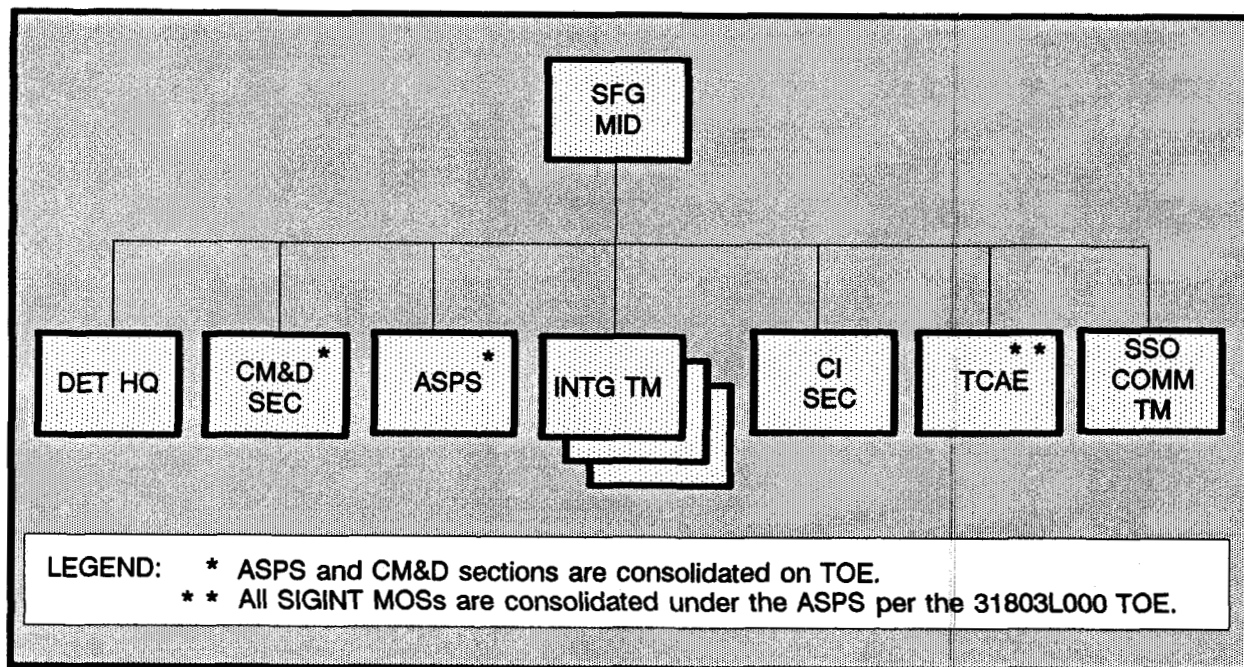 SFG
MID
DET HQ
CM&D *
SEC
ASPS *
INTG TM
CI
SEC
* *
TCAE
SSO
COMM
TM
LEGEND: * ASPS and CM&D sections are consolidated on TOE.
* * All SIGINT MOSs are consolidated under the ASPS per the 31803L000 TOE.